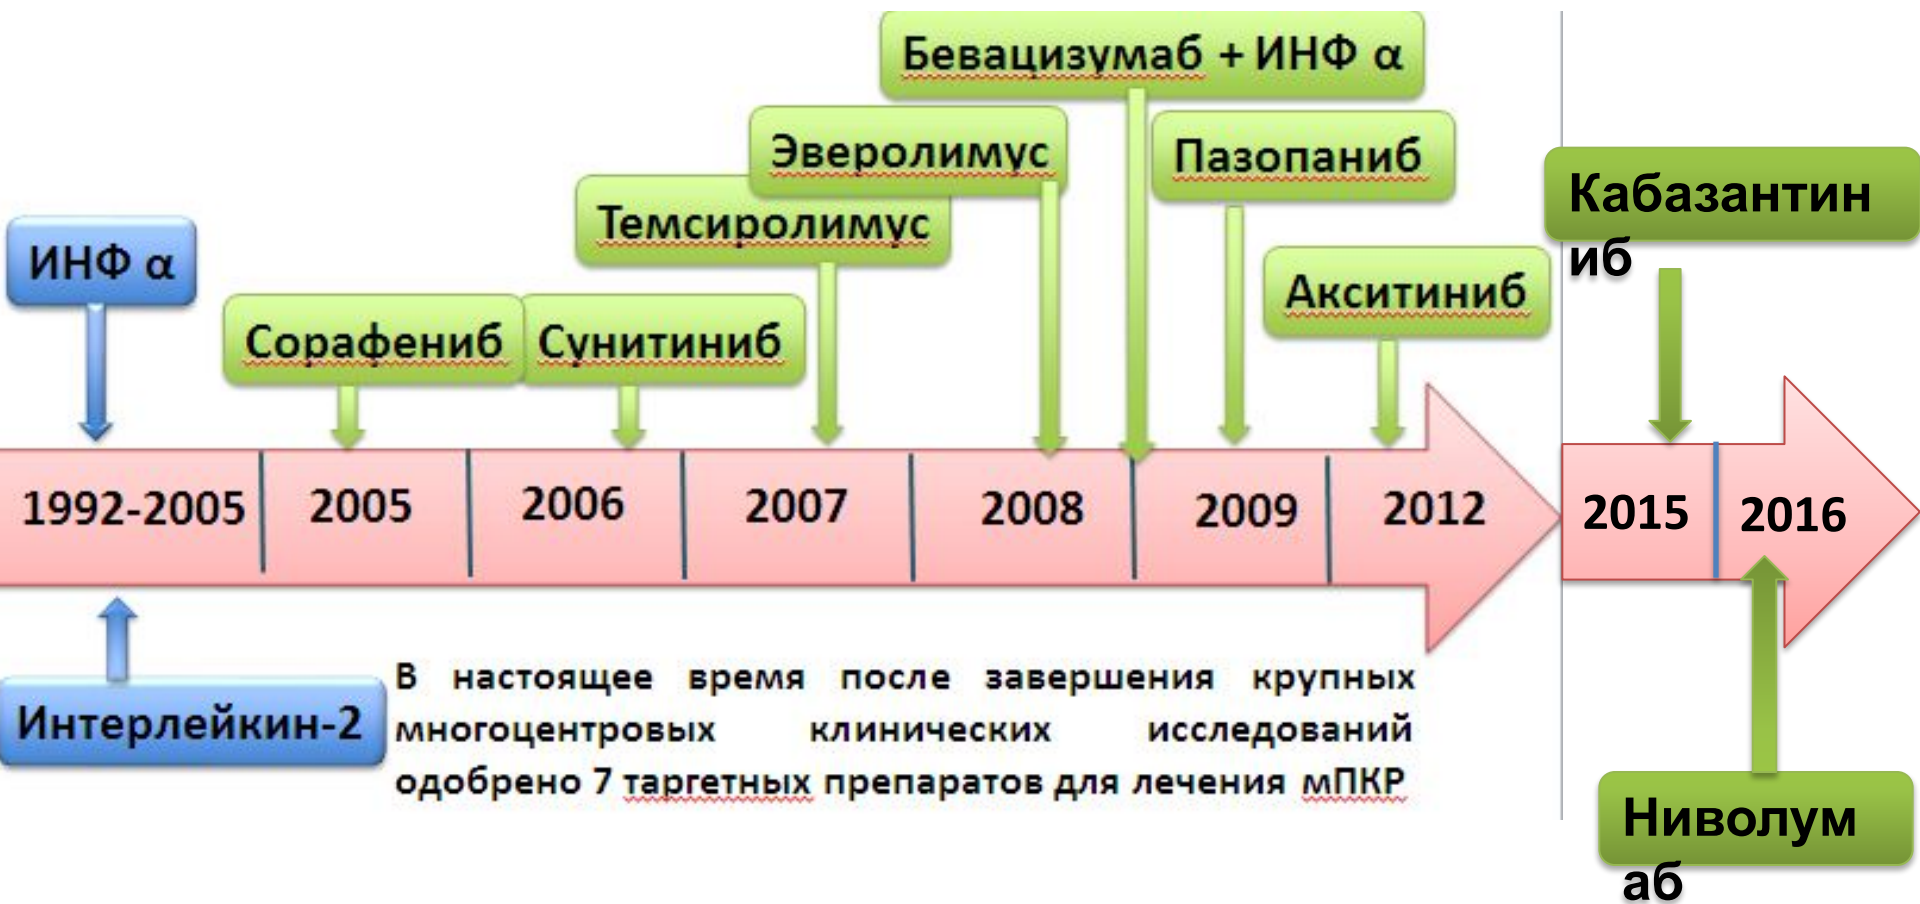 Бевацизумаб + ИНФ α
Эверолимус
Пазопаниб
Кабазантин
иб
Темсиролимус
ИНФ α
Акситиниб
Сорафениб
Сунитиниб
1992-2005
2005
2006
2007
2008
2009
2012
2015
2016
Интерлейкин-2
В настоящее время после завершения крупных
многоцентровых клинических исследований
одобрено 7 таргетных препаратов для лечения мПКР
Ниволум
аб